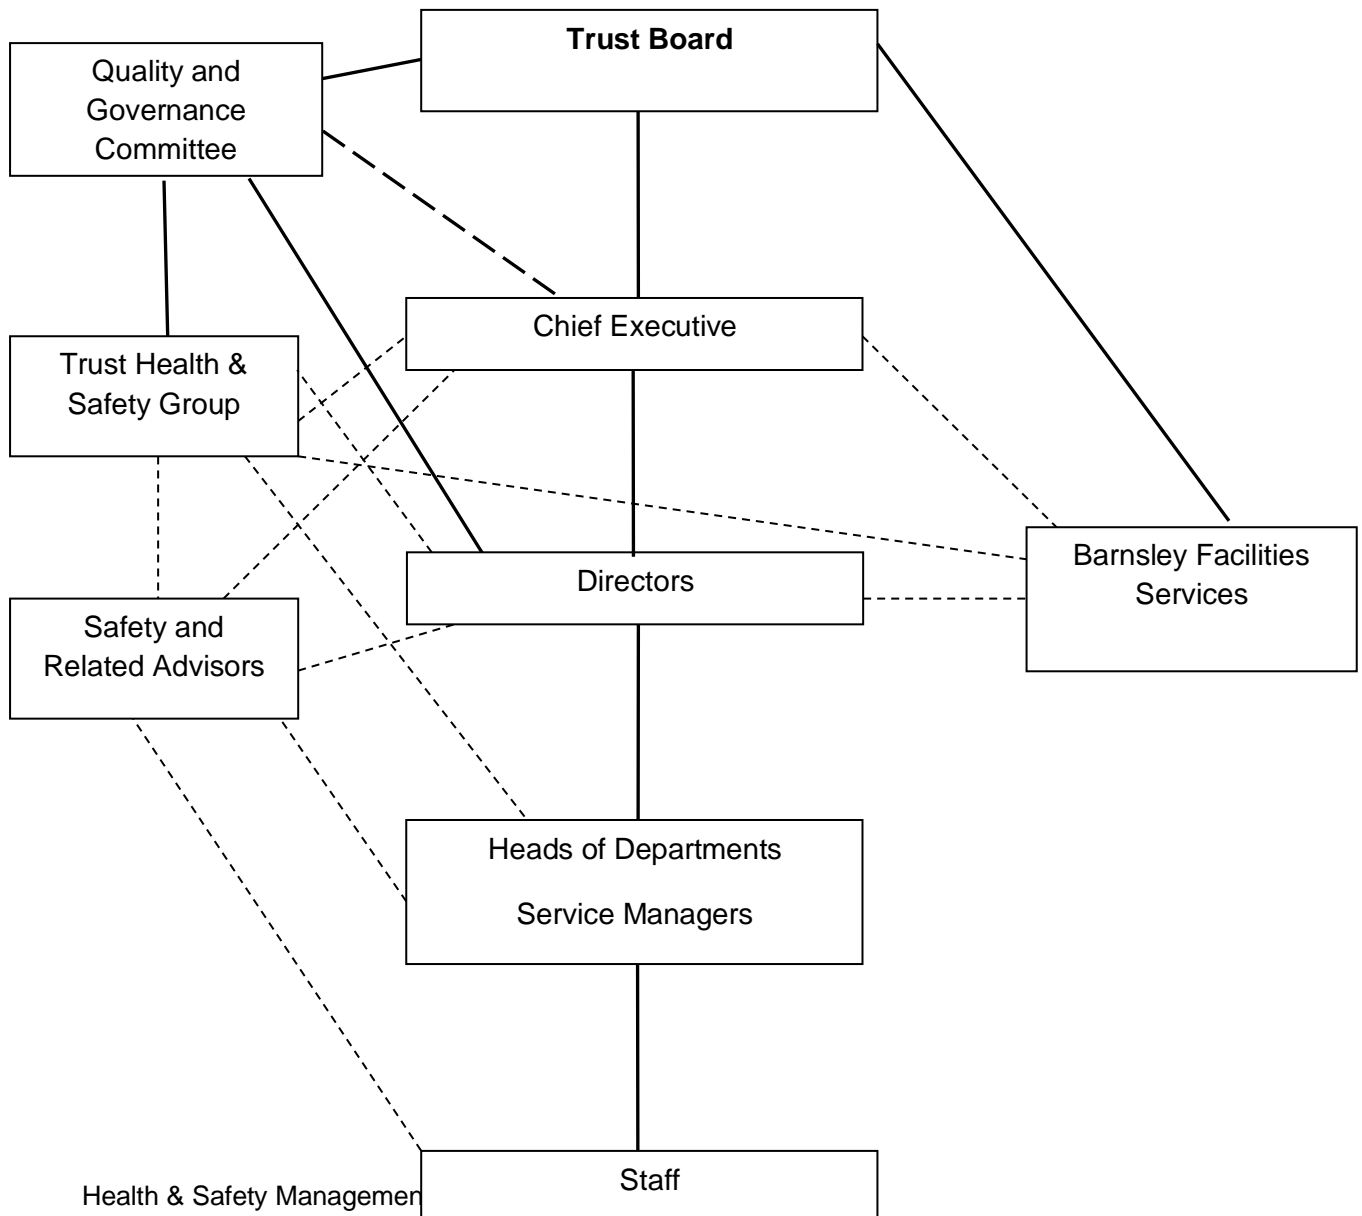 Trust Board
Quality and
Governance
Committee
Chief Executive
Trust Health &
Safety Group
Directors
Barnsley Facilities
Services
Safety and
Related Advisors
Heads of Departments
Service Managers
Staff
Health & Safety Managemen